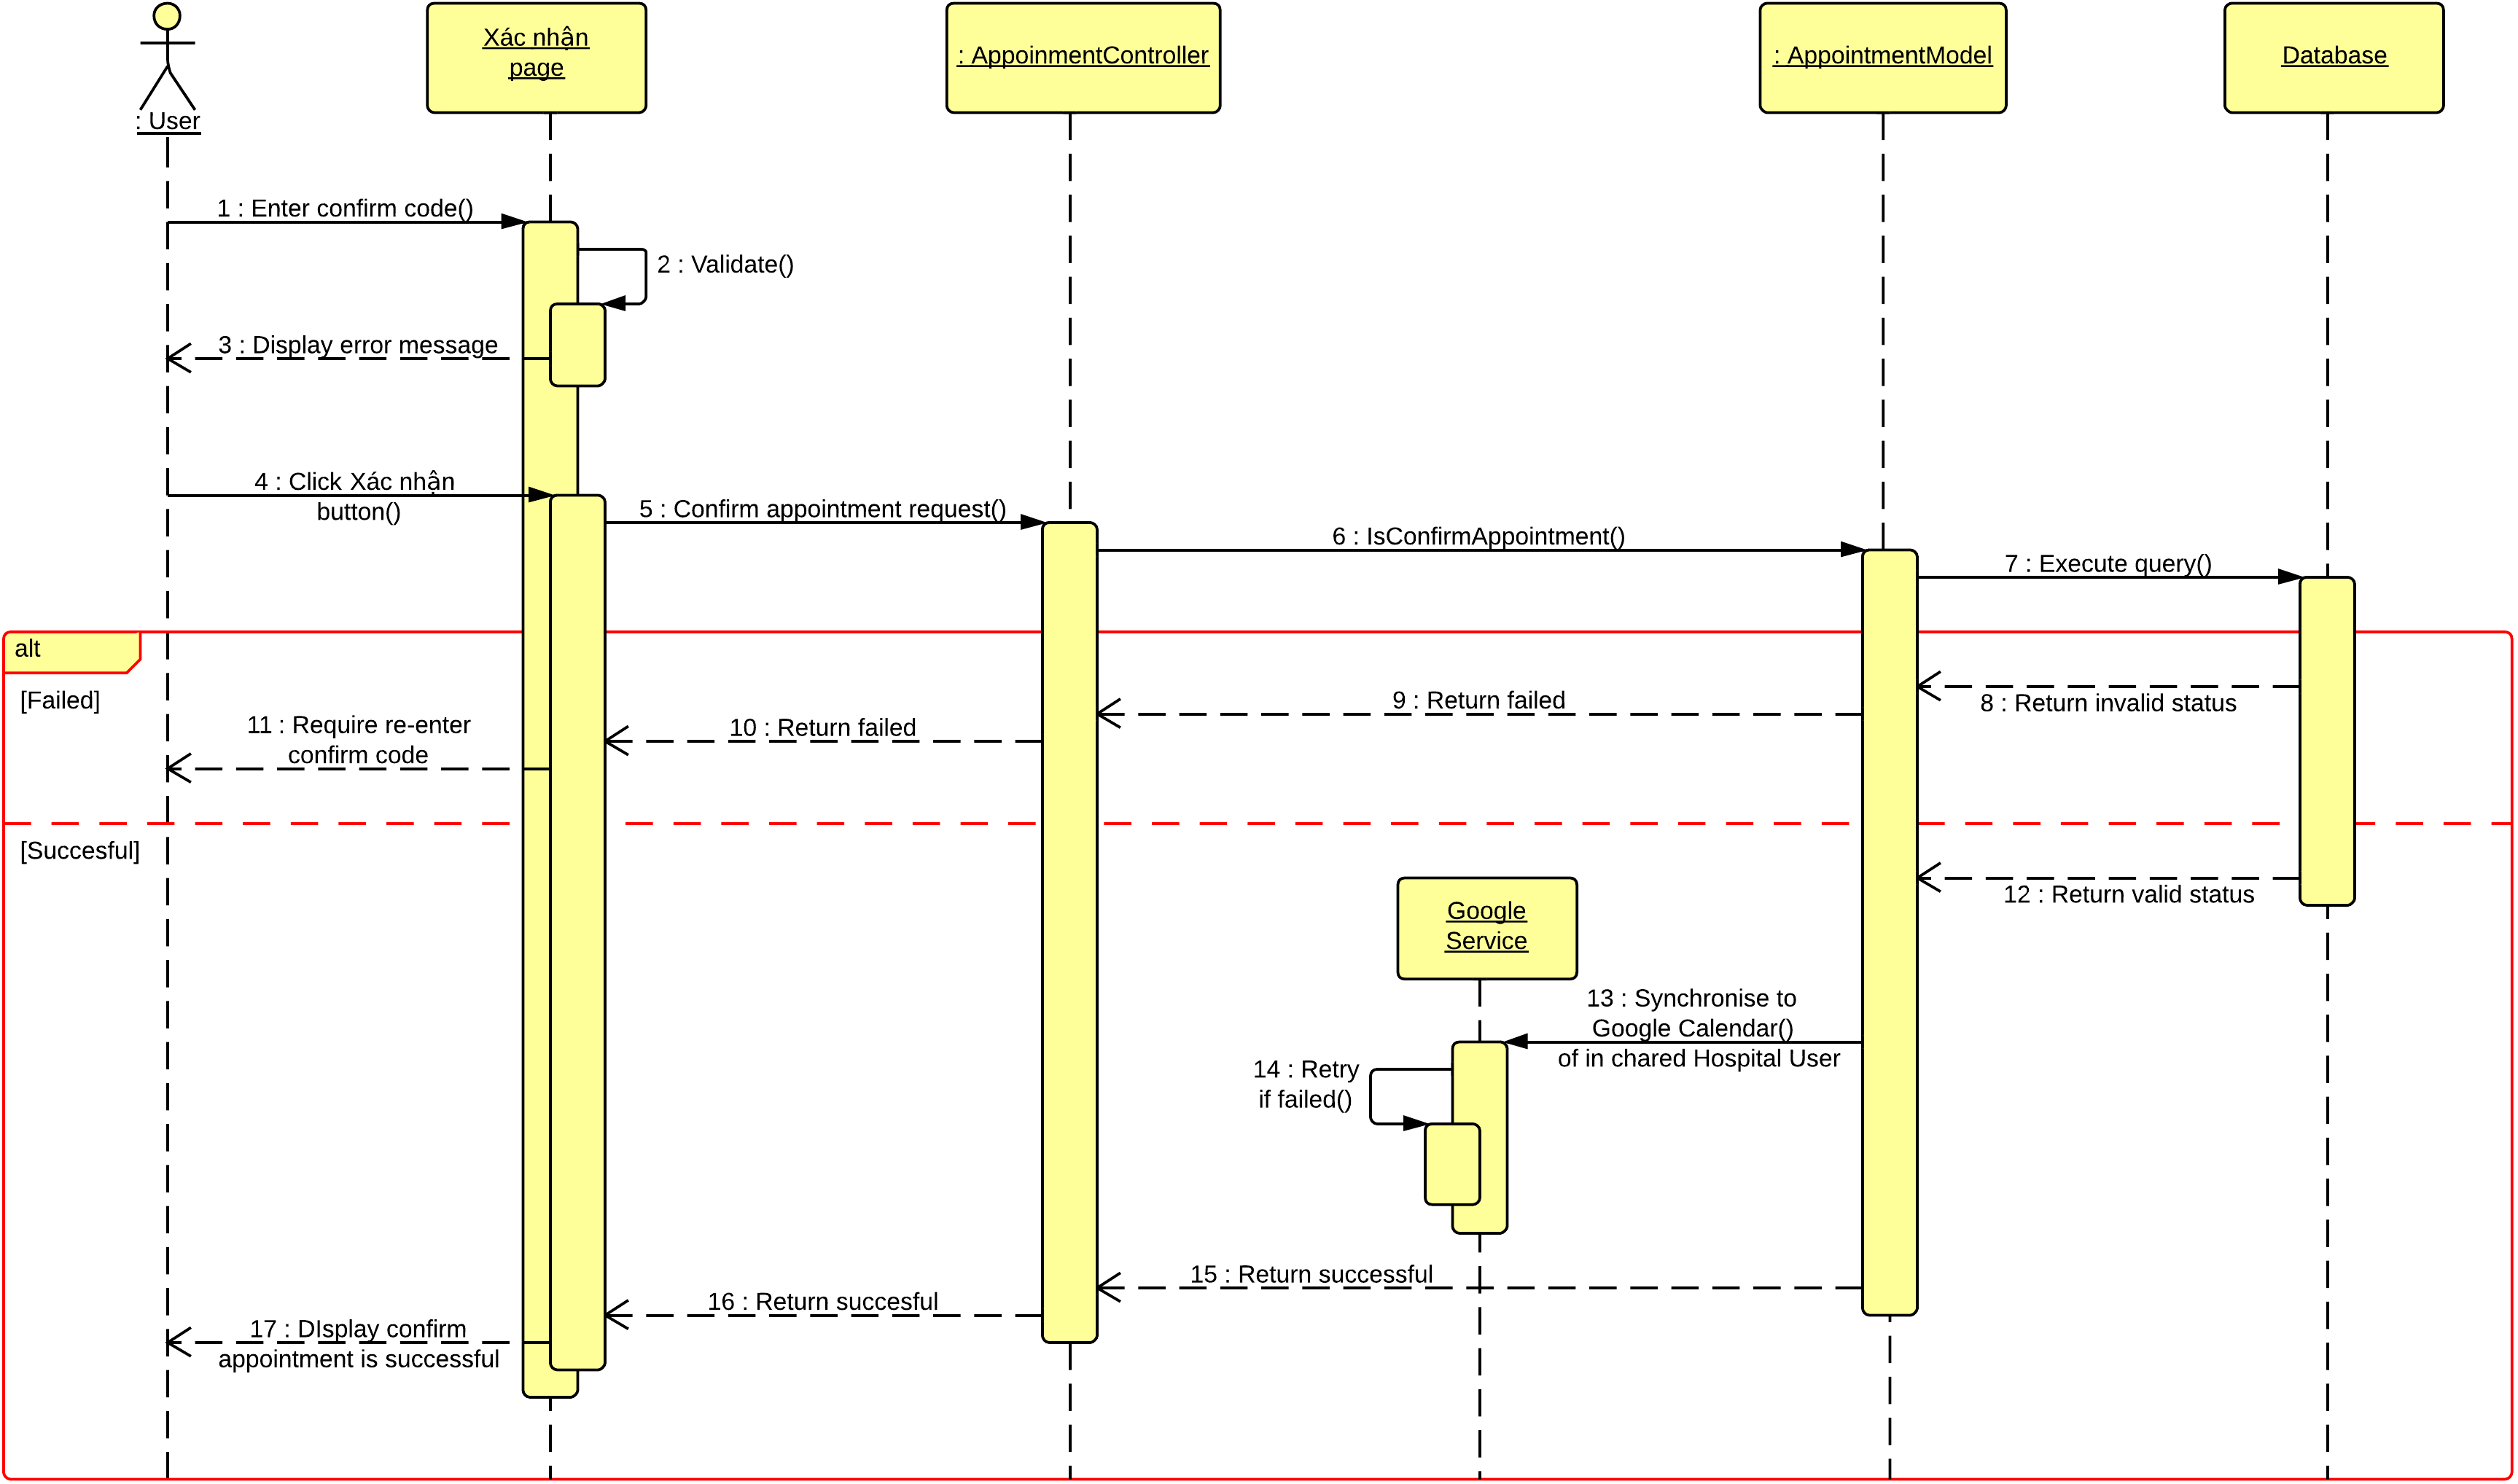 : User
Xác nhận
page
: AppoinmentController
: AppointmentModel
Database
1 : Enter confirm code()
2 : Validate()
3 : Display error message
4 : Click Xác nhận
button()
5 : Confirm appointment request()
6 : IsConfirmAppointment()
7 : Execute query()
alt
[Failed]
8 : Return invalid status
9 : Return failed
10 : Return failed
11 : Require re-enter
confirm code
[Succesful]
12 : Return valid status
Google
Service
13 : Synchronise to
Google Calendar()
of in chared Hospital User
14 : Retry
if failed()
15 : Return successful
16 : Return succesful
17 : DIsplay confirm
appointment is successful